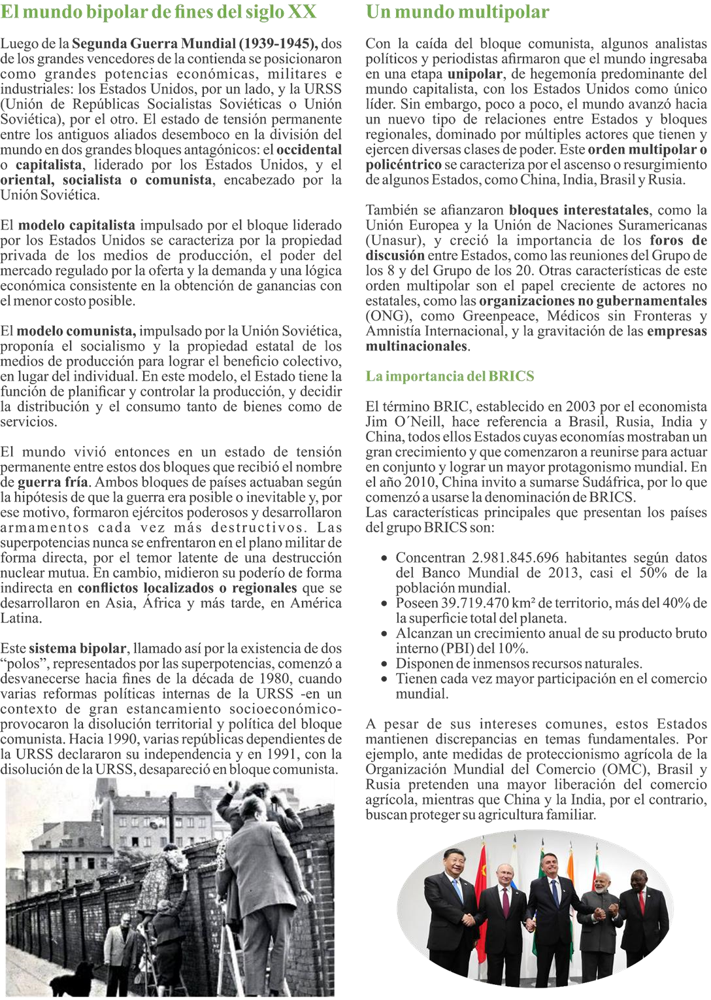 El mundo bipolar de fines del siglo XX
Luego de la Segunda Guerra Mundial (1939-1945), dos
de los grandes vencedores de la contienda se posicionaron
como grandes potencias económicas, militares e
industriales: los Estados Unidos, por un lado, y la URSS
(Unión de Repúblicas Socialistas Soviéticas o Unión
Soviética), por el otro. El estado de tensión permanente
entre los antiguos aliados desemboco en la división del
mundo en dos grandes bloques antagónicos: el occidental
o capitalista, liderado por los Estados Unidos, y el
oriental, socialista o comunista, encabezado por la
Unión Soviética.
El modelo capitalista impulsado por el bloque liderado
por los Estados Unidos se caracteriza por la propiedad
privada de los medios de producción, el poder del
mercado regulado por la oferta y la demanda y una lógica
económica consistente en la obtención de ganancias con
el menor costo posible.
El modelo comunista, impulsado por la Unión Soviética,
proponía el socialismo y la propiedad estatal de los
medios de producción para lograr el beneficio colectivo,
en lugar del individual. En este modelo, el Estado tiene la
función de planificar y controlar la producción, y decidir
la distribución y el consumo tanto de bienes como de
servicios.
El mundo vivió entonces en un estado de tensión
permanente entre estos dos bloques que recibió el nombre
de guerra fría. Ambos bloques de países actuaban según
la hipótesis de que la guerra era posible o inevitable y, por
ese motivo, formaron ejércitos poderosos y desarrollaron
armamentos cada vez más destructivos. Las
superpotencias nunca se enfrentaron en el plano militar de
forma directa, por el temor latente de una destrucción
nuclear mutua. En cambio, midieron su poderío de forma
indirecta en conflictos localizados o regionales que se
desarrollaron en Asia, África y más tarde, en América
Latina.
Este sistema bipolar, llamado así por la existencia de dos
“polos”, representados por las superpotencias, comenzó a
desvanecerse hacia fines de la década de 1980, cuando
varias reformas políticas internas de la URSS -en un
contexto de gran estancamiento socioeconómico-
provocaron la disolución territorial y política del bloque
comunista. Hacia 1990, varias repúblicas dependientes de
la URSS declararon su independencia y en 1991, con la
disolución de la URSS, desapareció en bloque comunista.
Un mundo multipolar
Con la caída del bloque comunista, algunos analistas
políticos y periodistas afirmaron que el mundo ingresaba
en una etapa unipolar, de hegemonía predominante del
mundo capitalista, con los Estados Unidos como único
líder. Sin embargo, poco a poco, el mundo avanzó hacia
un nuevo tipo de relaciones entre Estados y bloques
regionales, dominado por múltiples actores que tienen y
ejercen diversas clases de poder. Este orden multipolar o
policéntrico se caracteriza por el ascenso o resurgimiento
de algunos Estados, como China, India, Brasil y Rusia.
También se afianzaron bloques interestatales, como la
Unión Europea y la Unión de Naciones Suramericanas
(Unasur), y creció la importancia de los foros de
discusión entre Estados, como las reuniones del Grupo de
los 8 y del Grupo de los 20. Otras características de este
orden multipolar son el papel creciente de actores no
estatales, como las organizaciones no gubernamentales
(ONG), como Greenpeace, Médicos sin Fronteras y
Amnistía Internacional, y la gravitación de las empresas
multinacionales.
La importancia del BRICS
El término BRIC, establecido en 2003 por el economista
Jim O´Neill, hace referencia a Brasil, Rusia, India y
China, todos ellos Estados cuyas economías mostraban un
gran crecimiento y que comenzaron a reunirse para actuar
en conjunto y lograr un mayor protagonismo mundial. En
el año 2010, China invito a sumarse Sudáfrica, por lo que
comenzó a usarse la denominación de BRICS.
Las características principales que presentan los países
del grupo BRICS son:
• Concentran 2.981.845.696 habitantes según datos
del Banco Mundial de 2013, casi el 50% de la
población mundial.
• Poseen 39.719.470 km² de territorio, más del 40% de
la superficie total del planeta.
• Alcanzan un crecimiento anual de su producto bruto
interno (PBI) del 10%.
• Disponen de inmensos recursos naturales.
• Tienen cada vez mayor participación en el comercio
mundial.
A pesar de sus intereses comunes, estos Estados
mantienen discrepancias en temas fundamentales. Por
ejemplo, ante medidas de proteccionismo agrícola de la
Organización Mundial del Comercio (OMC), Brasil y
Rusia pretenden una mayor liberación del comercio
agrícola, mientras que China y la India, por el contrario,
buscan proteger su agricultura familiar.